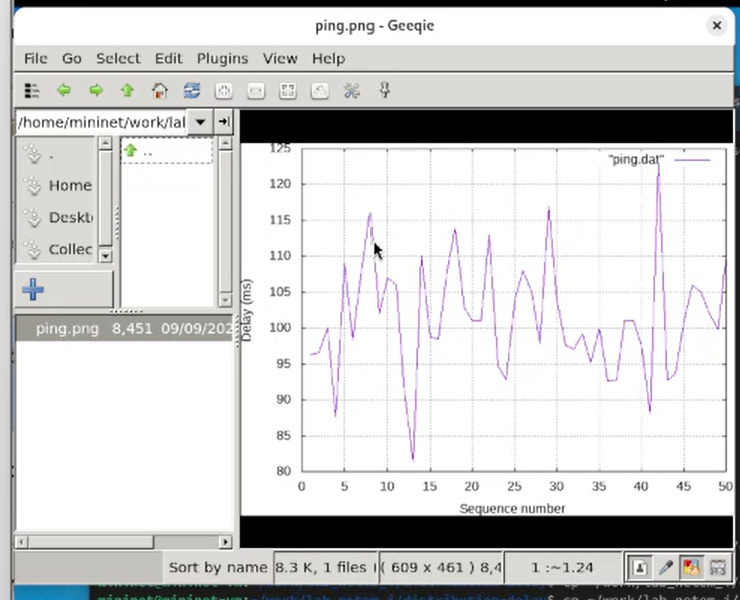 ping.png - Geeqie
File Go Select Edit Plugins View Help
/home/mininet/work/lal
.
Home
Deskt
Collec
..
ping.png 8,451 09/09/202
"ping.dat"
125
120
115
110
105
100
95
90
85
80
Delay (ms)
0 5 10 15 20 25 30 35 40 45 50
Sequence number
Sort by name 8.3 K, 1 files ( ( 609 x 461 ) 8,4 1 :~1.24